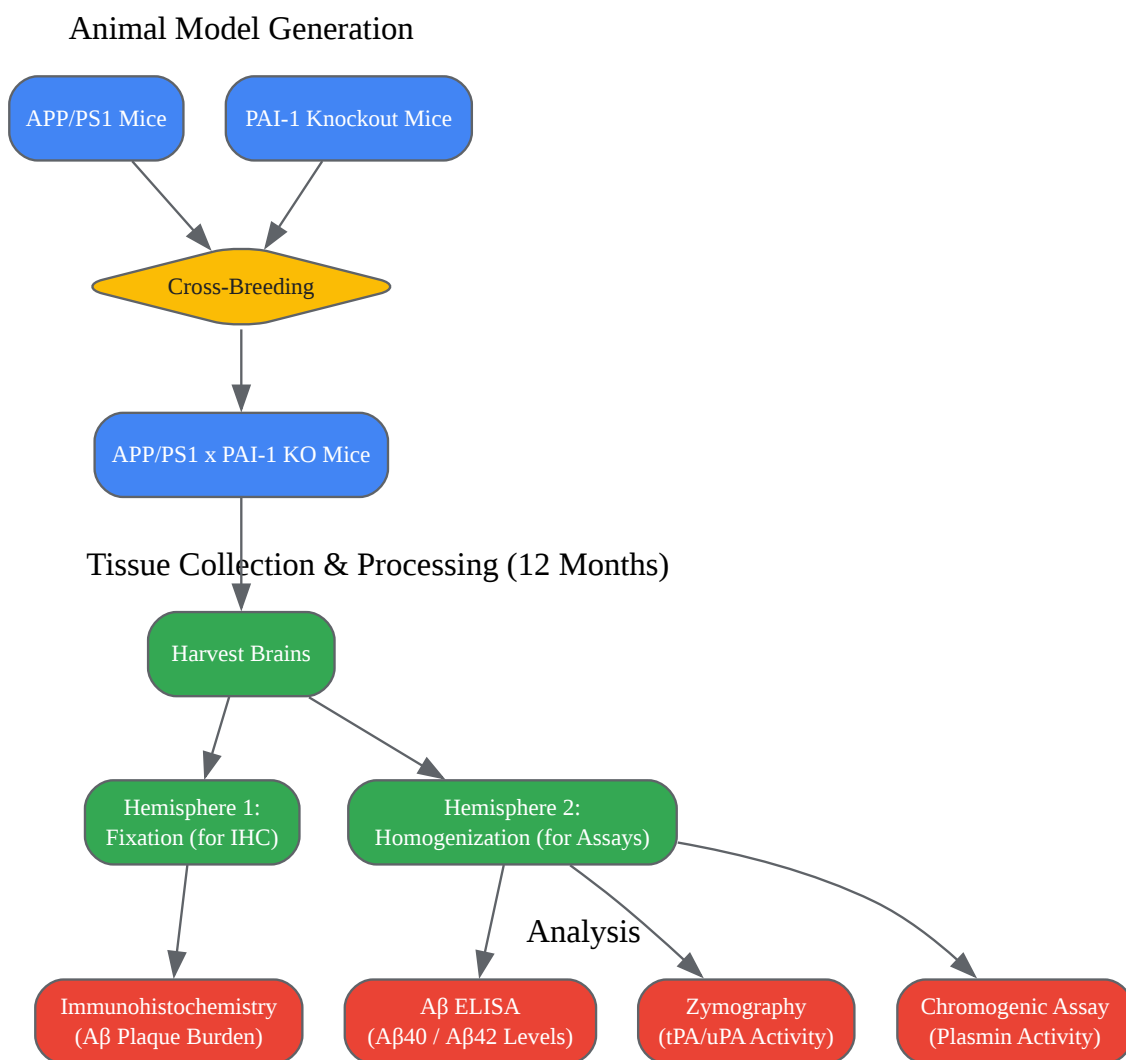 Animal Model Generation
APP/PS1 Mice
PAI-1 Knockout Mice
Cross-Breeding
APP/PS1 x PAI-1 KO Mice
Tissue Collection & Processing (12 Months)
Harvest Brains
Hemisphere 1:
Fixation (for IHC)
Hemisphere 2:
Homogenization (for Assays)
Analysis
Immunohistochemistry
(Aβ Plaque Burden)
Aβ ELISA
(Aβ40 / Aβ42 Levels)
Zymography
(tPA/uPA Activity)
Chromogenic Assay
(Plasmin Activity)